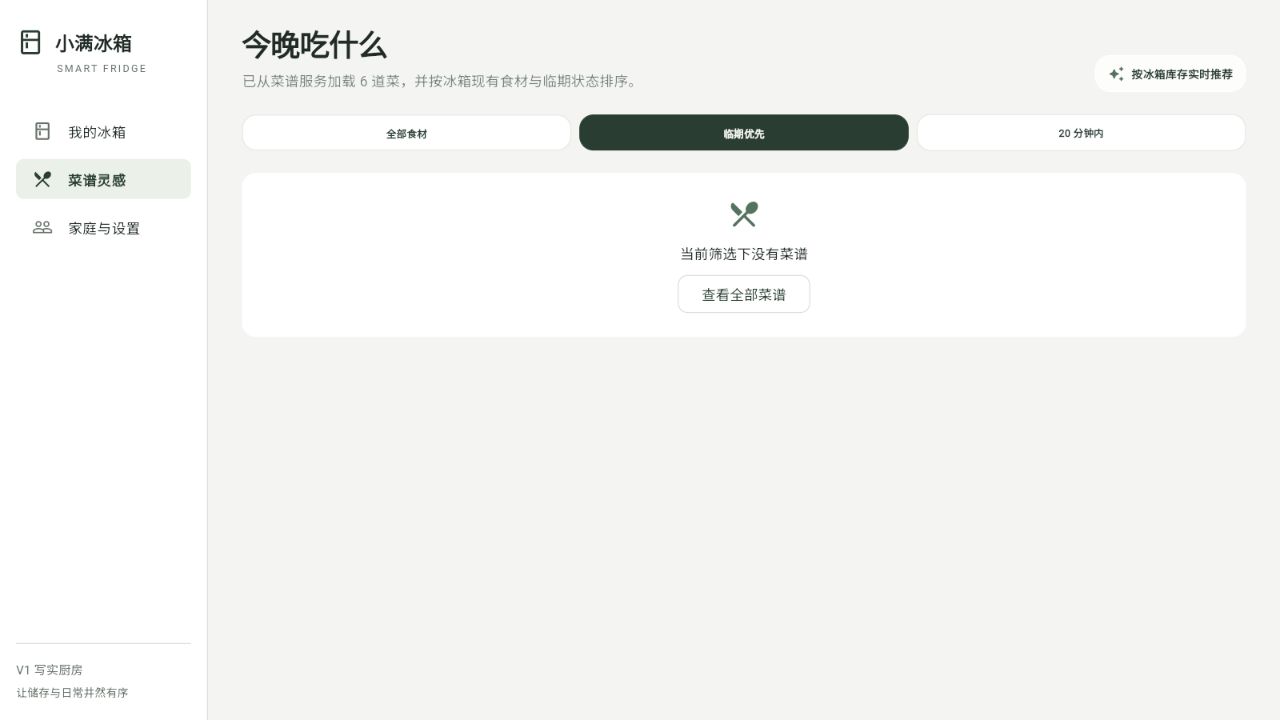 小满冰箱
SMART FRIDGE
我的冰箱
菜谱灵感
家庭与设置
V1 写实厨房
让储存与日常井然有序
今晚吃什么
已从菜谱服务加载 6 道菜，并按冰箱现有食材与临期状态排序。
按冰箱库存实时推荐
全部食材
临期优先
20 分钟内
当前筛选下没有菜谱
查看全部菜谱